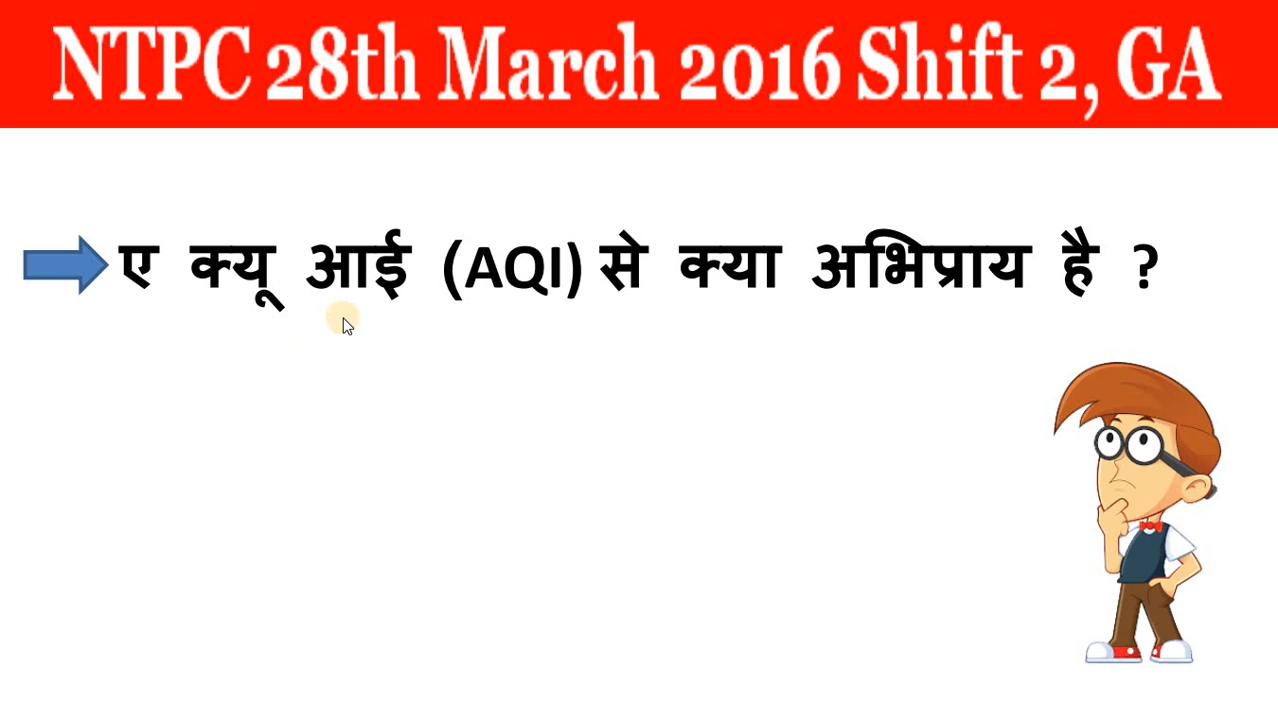 NTPC 28th March 2016 Shift 2, GA
ए क्यू आई (AQI) से क्या अभिप्राय है ?